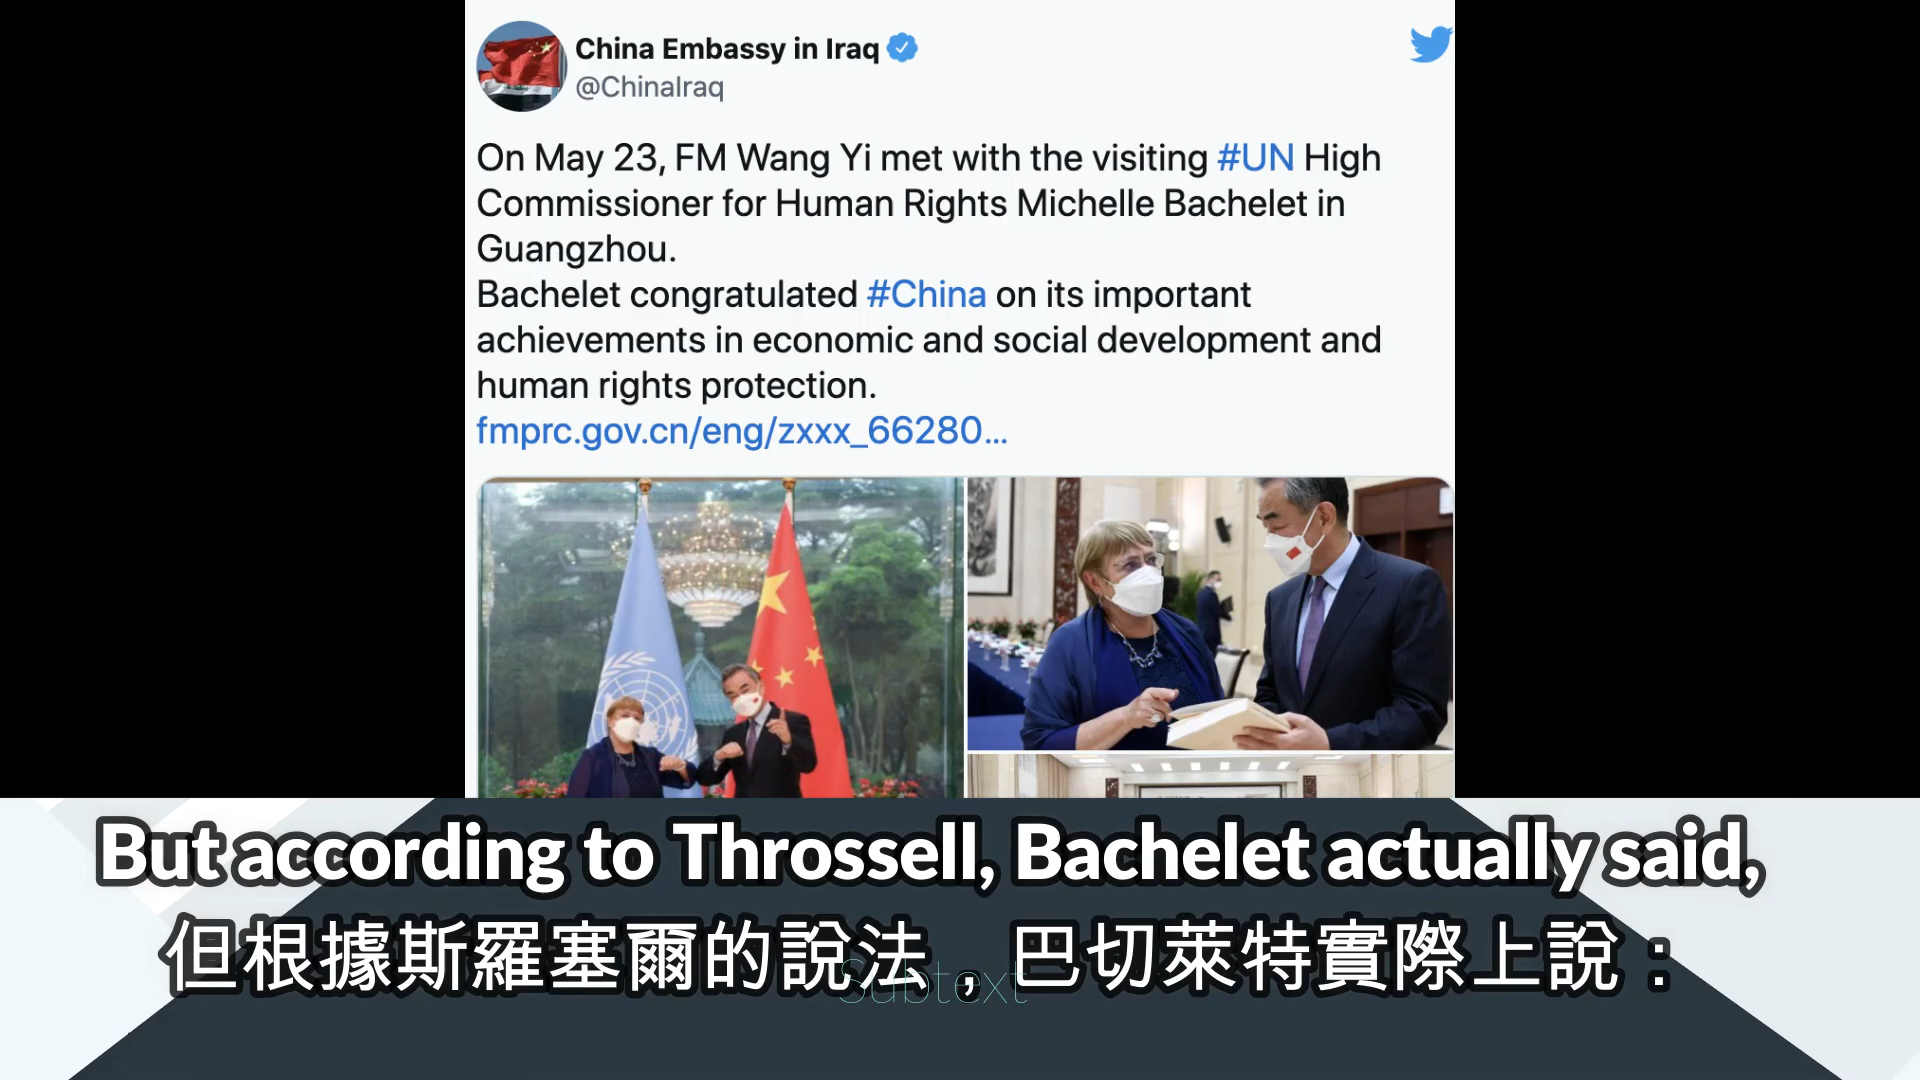 China Embassy in Iraq
@ChinaIraq
On May 23, FM Wang Yi met with the visiting #UN High
Commissioner for Human Rights Michelle Bachelet in
Guangzhou.
Bachelet congratulated #China on its important
achievements in economic and social development and
human rights protection.
fmprc.gov.cn/eng/zxxx_66280...
But according to Throssell, Bachelet actually said,
但根據斯羅塞爾的說法，巴切萊特實際上說：
Subtext